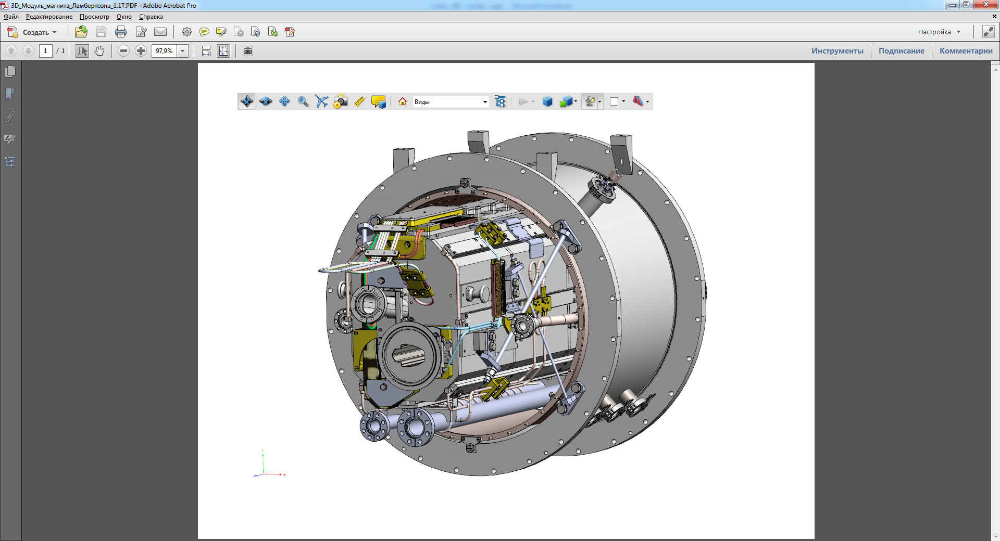 3D_Модуль_магнита_Ламбертсона_1.1Т.PDF - Adobe Acrobat Pro
Файл Редактирование Просмотр Окно Справка
Создать
Настройка
1 / 1
97,9%
Инструменты Подписание Комментарии
Виды
Y
X